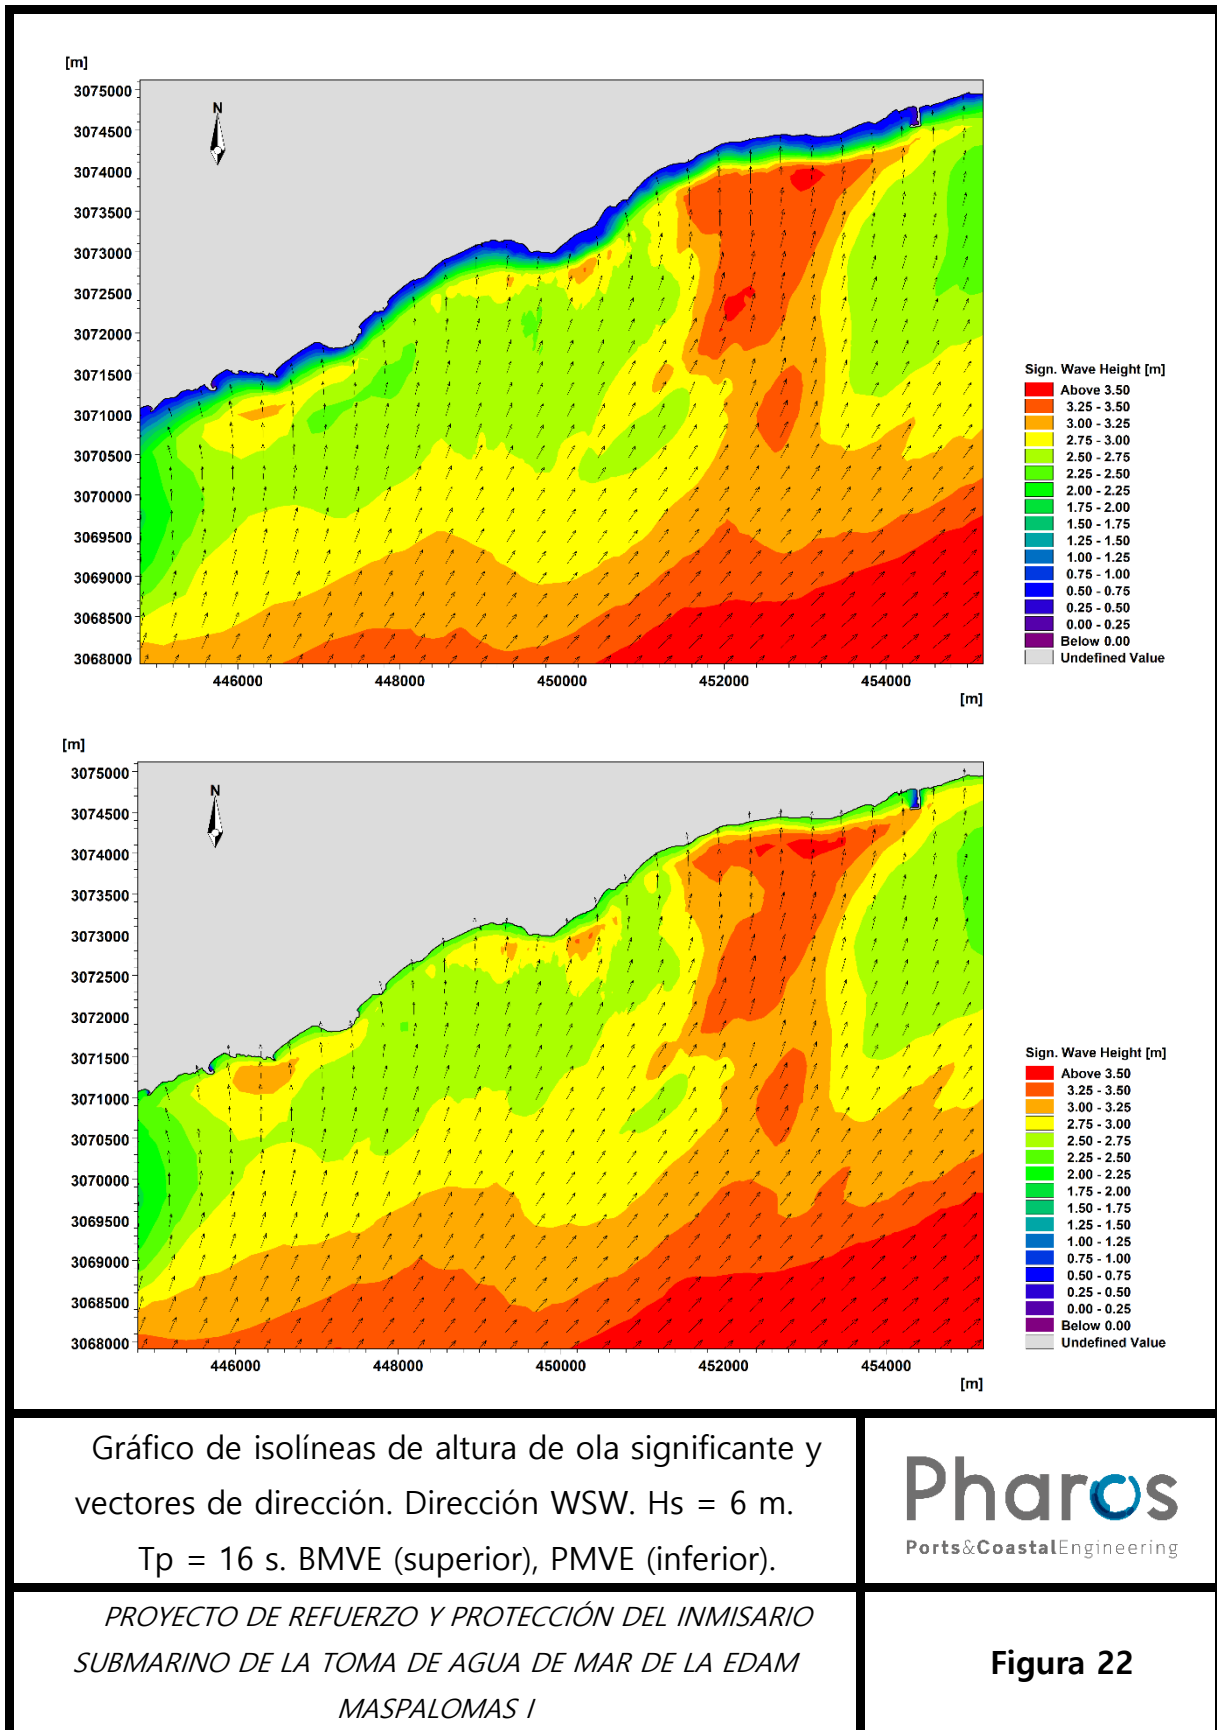 [m]
N
3075000
3074500
3074000
3073500
3073000
3072500
3072000
3071500
3071000
3070500
3070000
3069500
3069000
3068500
3068000
446000 448000 450000 452000 454000
[m]
Sign. Wave Height [m]
Above 3.50
3.25 - 3.50
3.00 - 3.25
2.75 - 3.00
2.50 - 2.75
2.25 - 2.50
2.00 - 2.25
1.75 - 2.00
1.50 - 1.75
1.25 - 1.50
1.00 - 1.25
0.75 - 1.00
0.50 - 0.75
0.25 - 0.50
0.00 - 0.25
Below 0.00
Undefined Value
[m]
N
3075000
3074500
3074000
3073500
3073000
3072500
3072000
3071500
3071000
3070500
3070000
3069500
3069000
3068500
3068000
446000 448000 450000 452000 454000
[m]
Sign. Wave Height [m]
Above 3.50
3.25 - 3.50
3.00 - 3.25
2.75 - 3.00
2.50 - 2.75
2.25 - 2.50
2.00 - 2.25
1.75 - 2.00
1.50 - 1.75
1.25 - 1.50
1.00 - 1.25
0.75 - 1.00
0.50 - 0.75
0.25 - 0.50
0.00 - 0.25
Below 0.00
Undefined Value
Gráfico de isolíneas de altura de ola significante y
vectores de dirección. Dirección WSW. Hs = 6 m.
Tp = 16 s. BMVE (superior), PMVE (inferior).
Pharos
Ports&CoastalEngineering
PROYECTO DE REFUERZO Y PROTECCIÓN DEL INMISARIO
SUBMARINO DE LA TOMA DE AGUA DE MAR DE LA EDAM
MASPALOMAS I
Figura 22